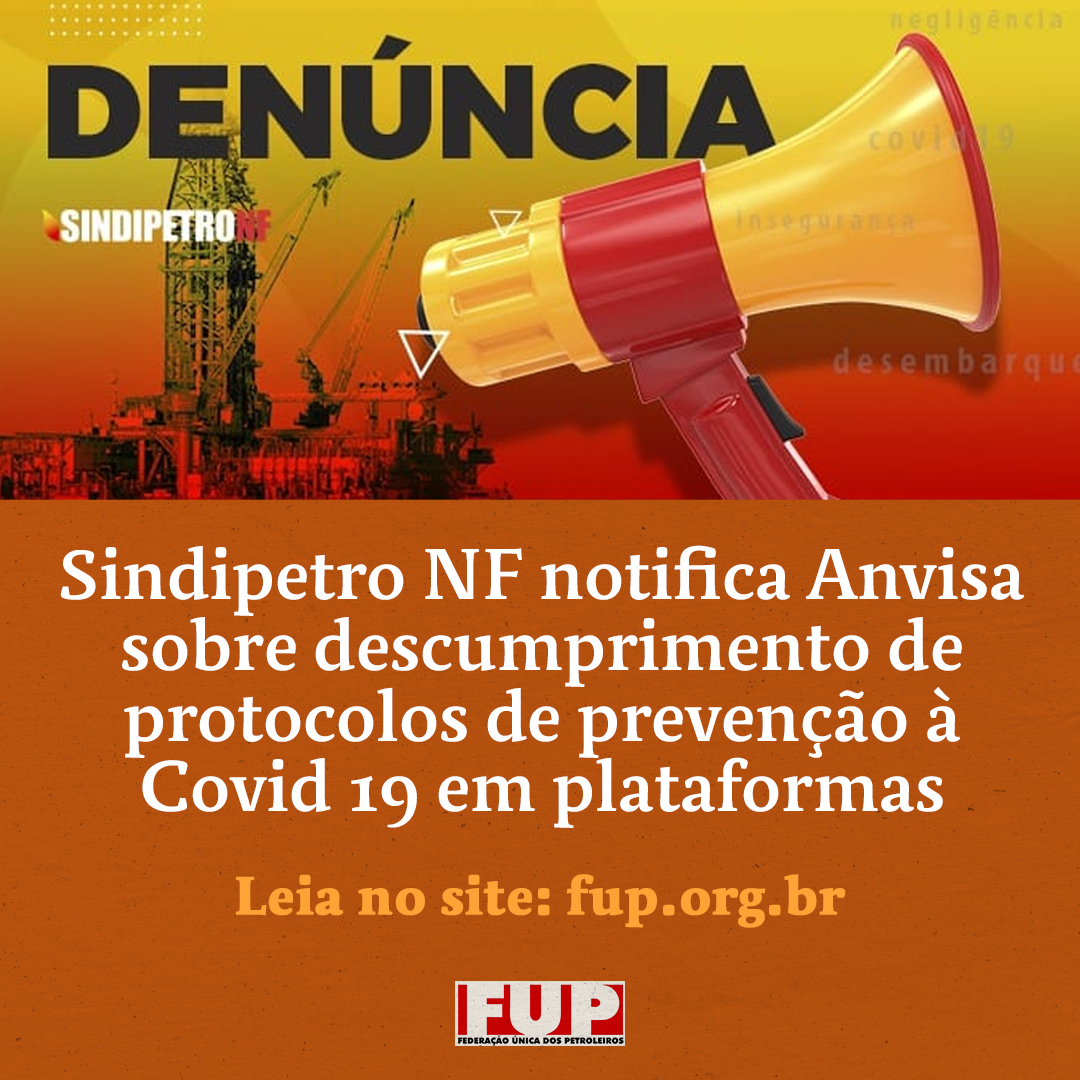 negligência
DENÚNCIA
covid19
SINDIPETRONF
insegurança
desembarque
Sindipetro NF notifica Anvisa
sobre descumprimento de
protocolos de prevenção à
Covid 19 em plataformas
Leia no site: fup.org.br
FUP
FEDERAÇÃO ÚNICA DOS PETROLEIROS